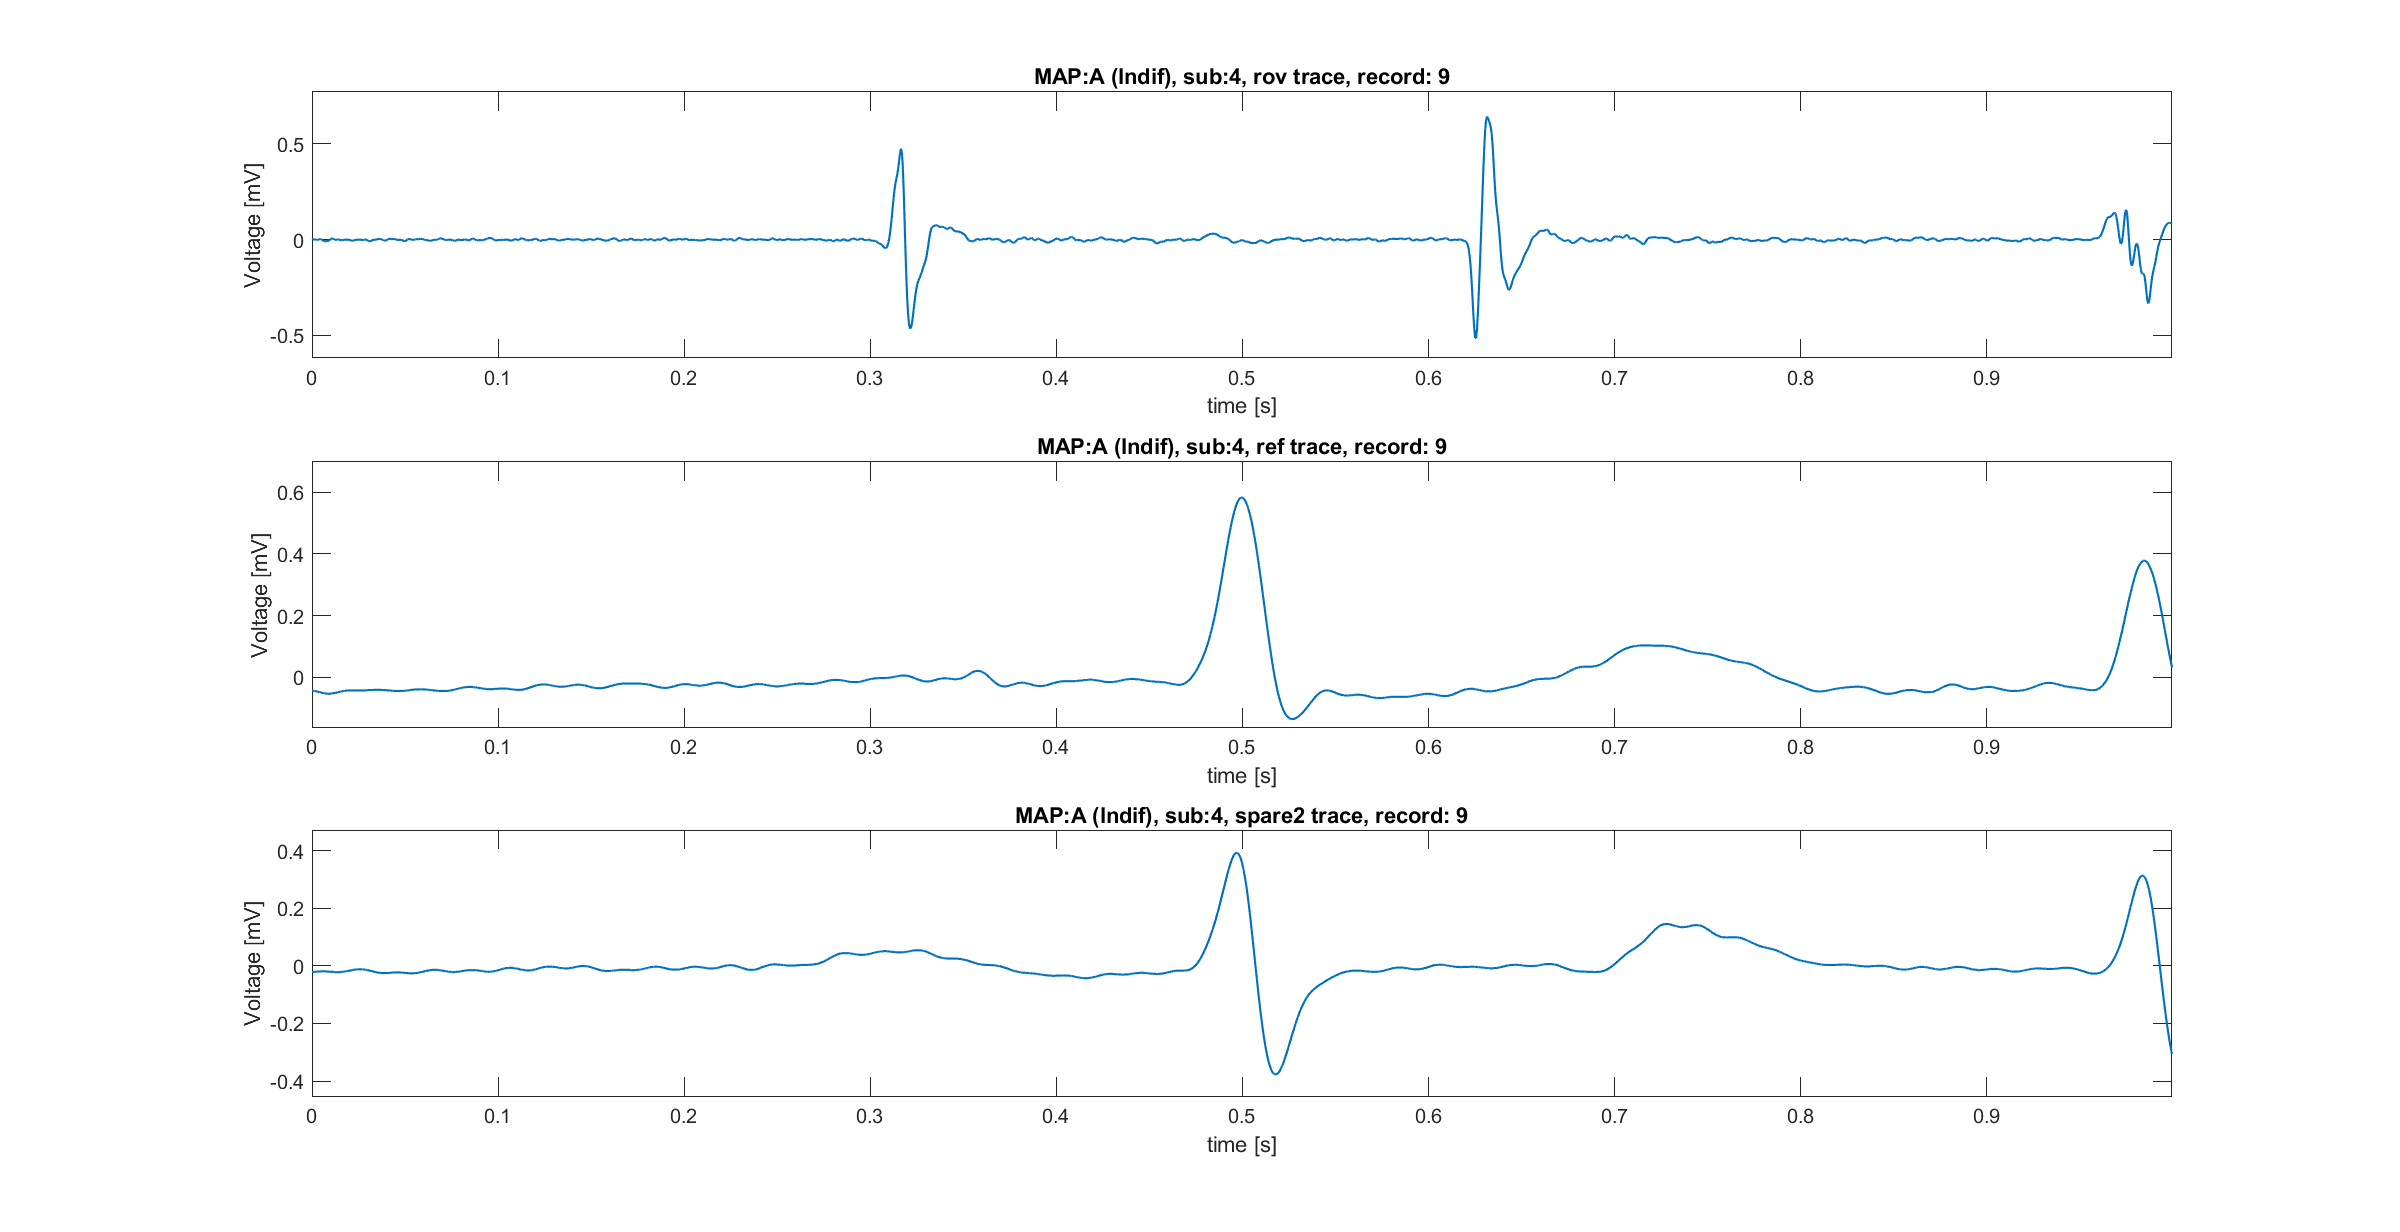 MAP:A (Indif), sub:4, rov trace, record: 9
Voltage [mV]
0.5
0
-0.5
0 0.1 0.2 0.3 0.4 0.5 0.6 0.7 0.8 0.9
time [s]
MAP:A (Indif), sub:4, ref trace, record: 9
Voltage [mV]
0.6
0.4
0.2
0
0 0.1 0.2 0.3 0.4 0.5 0.6 0.7 0.8 0.9
time [s]
MAP:A (Indif), sub:4, spare2 trace, record: 9
Voltage [mV]
0.4
0.2
0
-0.2
-0.4
0 0.1 0.2 0.3 0.4 0.5 0.6 0.7 0.8 0.9
time [s]